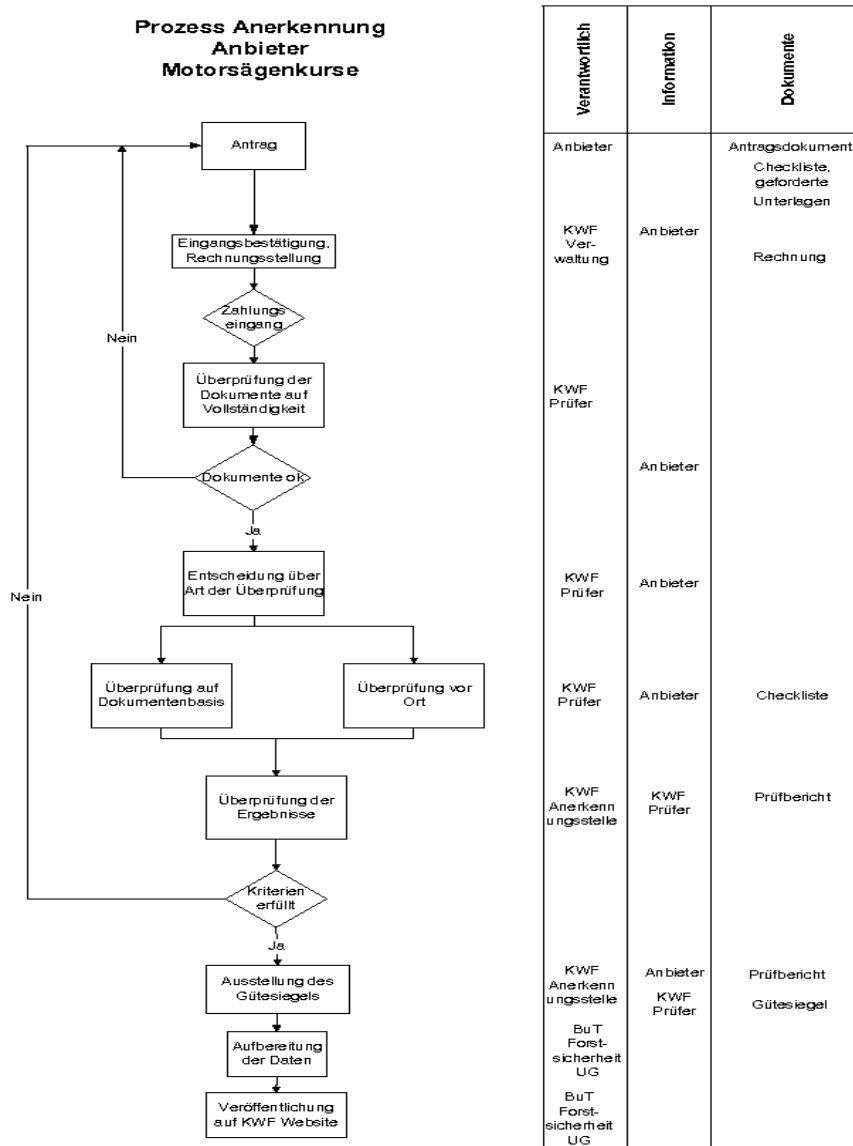 Prozess Anerkennung
Anbieter
Motorsägenkurse
Verantwortlich
Information
Dokumente
Antrag
Anbieter
Antragsdokument
Checkliste,
geforderte
Unterlagen
Eingangsbestätigung,
Rechnungsstellung
KWF
Ver-
waltung
Anbieter
Rechnung
Zahlungs
eingang
Nein
Überprüfung der
Dokumente auf
Vollständigkeit
KWF
Prüfer
Dokumente ok
Anbieter
Ja
Entscheidung über
Art der Überprüfung
KWF
Prüfer
Anbieter
Nein
Überprüfung auf
Dokumentenbasis
Überprüfung vor
Ort
KWF
Prüfer
Anbieter
Checkliste
Überprüfung der
Ergebnisse
KWF
Anerkenn
ungsstelle
KWF
Prüfer
Prüfbericht
Kriterien
erfüllt
Ja
Ausstellung des
Gütesiegels
KWF
Anerkenn
ungsstelle
Anbieter
KWF
Prüfer
Prüfbericht
Gütesiegel
Aufbereitung
der Daten
BuT
Forst-
sicherheit
UG
Veröffentlichung
auf KWF Website
BuT
Forst-
sicherheit
UG